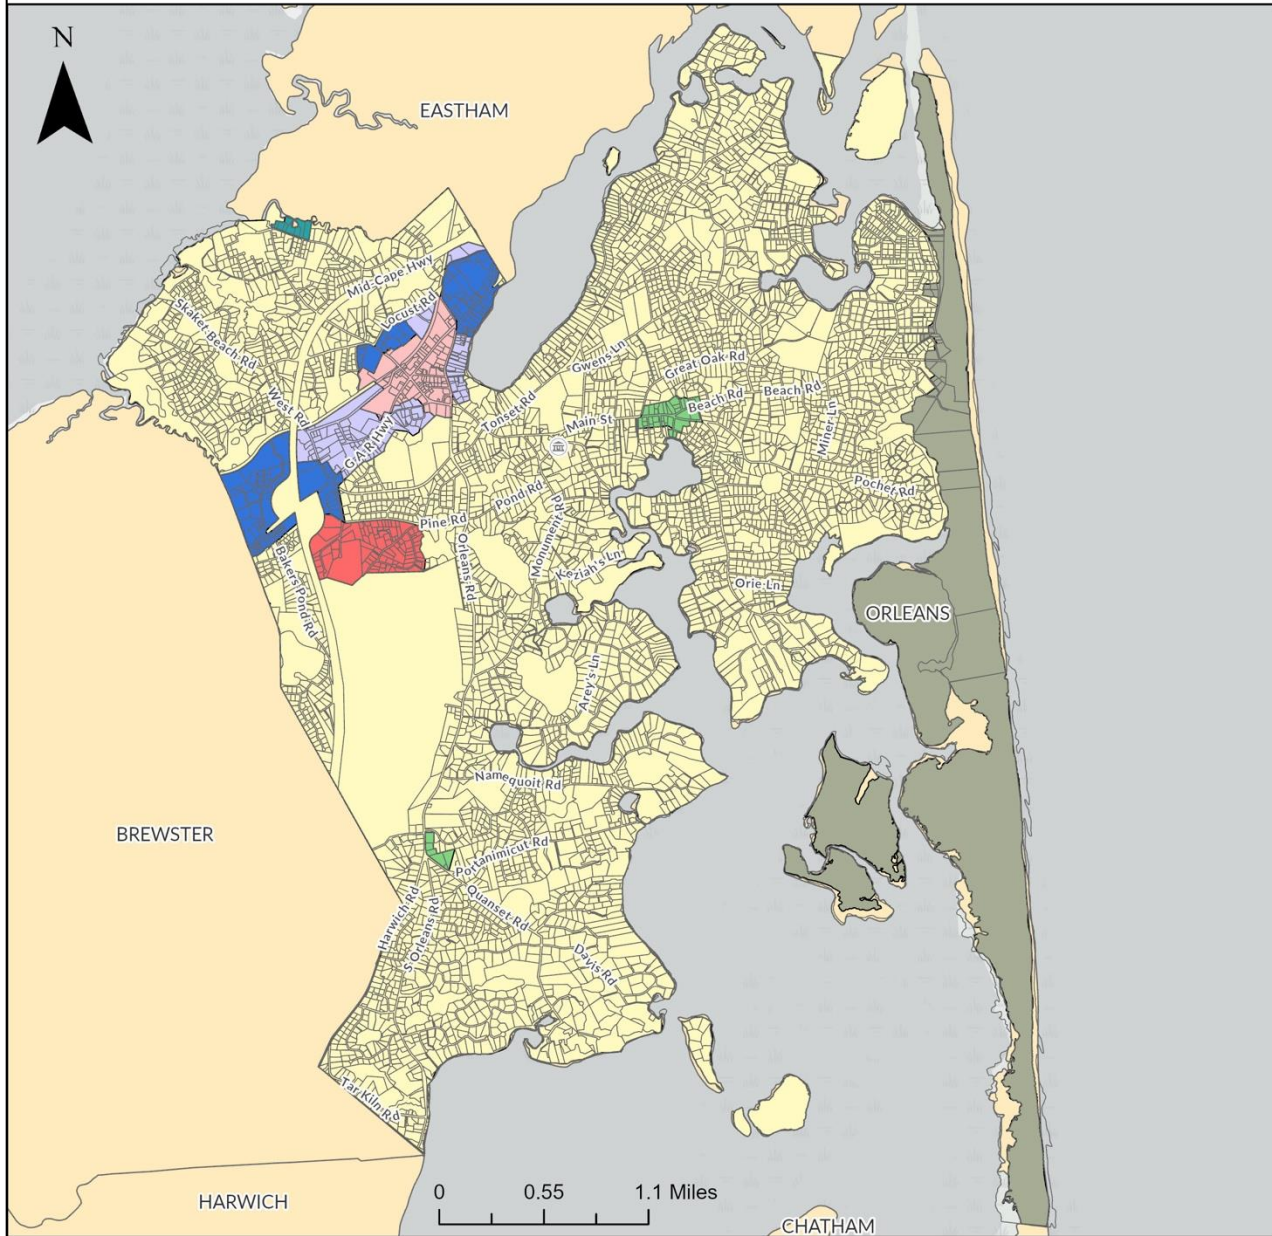 N
EASTHAM
Mid-Cape Hwy
Locust Rd
Skaket Beach Rd
Gwens Ln
Great Oak Rd
West Rd
Beach Rd
Beach Rd
Tonset Rd
Main St
Miner Ln
G A R Hwy
Pochet Rd
Pond Rd
Monument Rd
Pine Rd
Orleans Rd
Keziah's Ln
Bakers Pond Rd
Orie Ln
ORLEANS
Arey's Ln
Namequoit Rd
BREWSTER
Portanimicut Rd
Quanset Rd
Harwich Rd
S Orleans Rd
Davis Rd
Tar Kiln Rd
0 0.55 1.1 Miles
HARWICH
CHATHAM